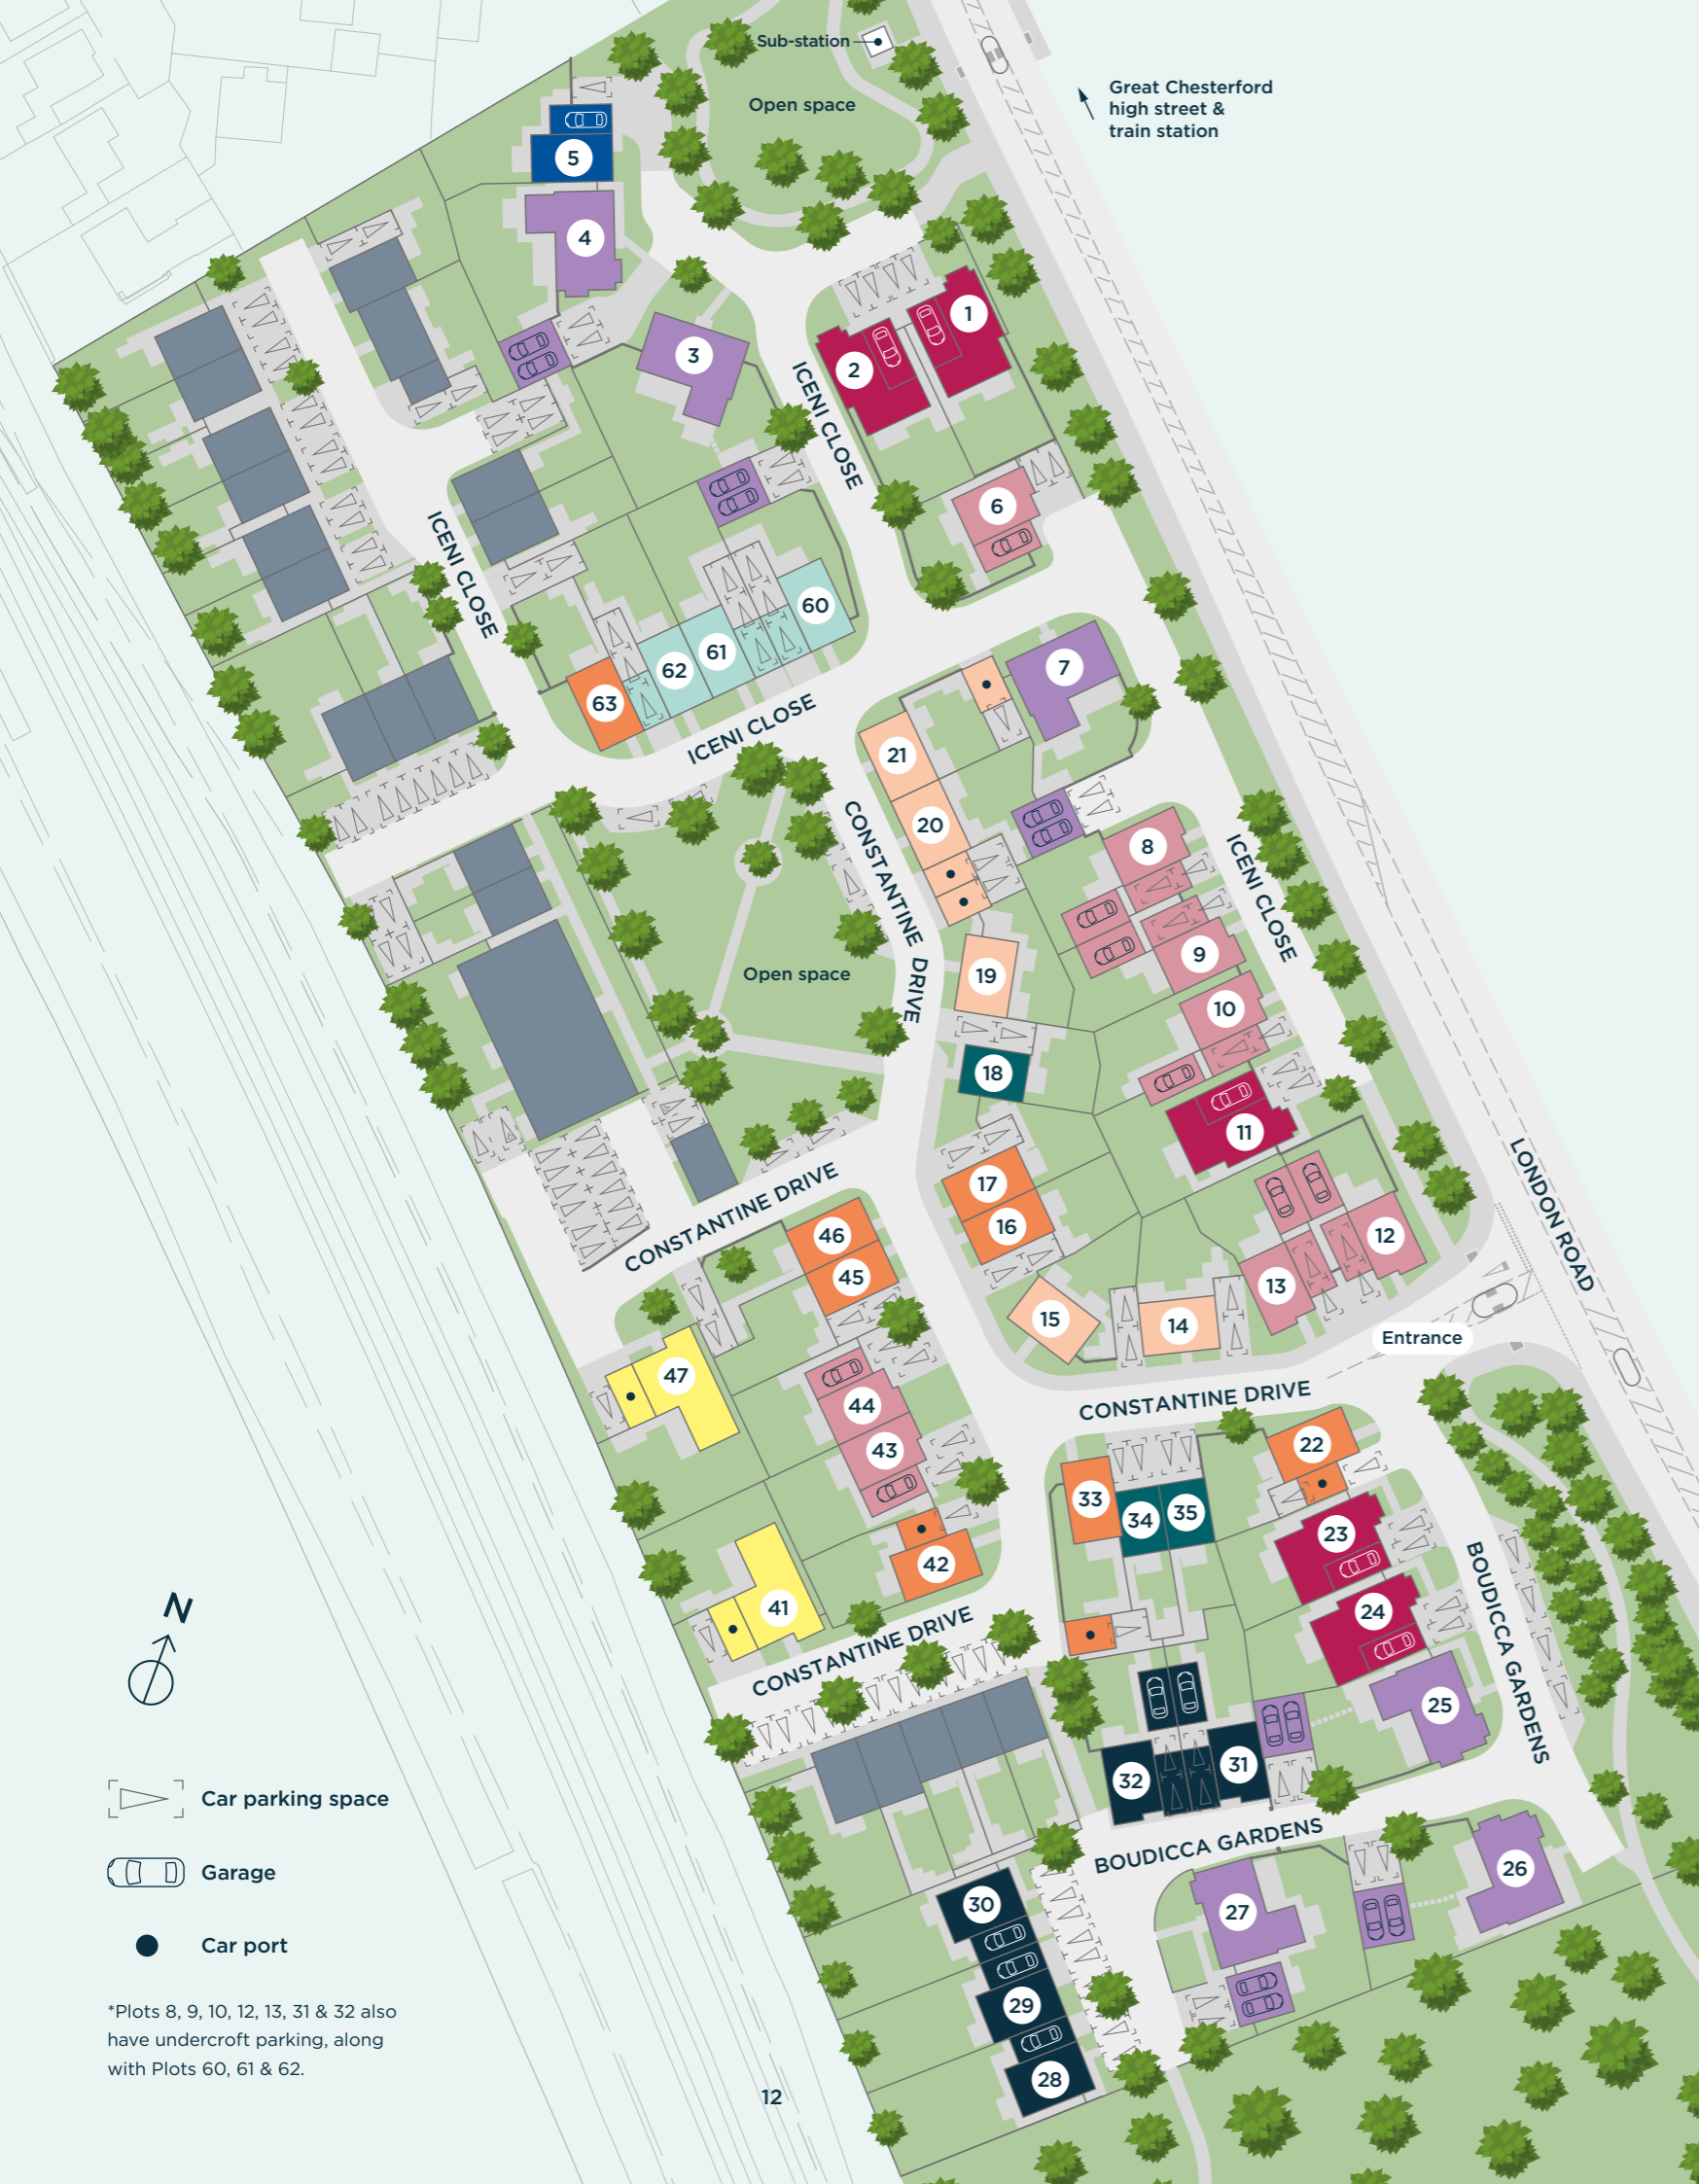 Sub-station
Open space
Great Chesterford
high street &
train station
5
4
3
1
2
ICENI CLOSE
6
ICENI CLOSE
60
61
62
63
7
ICENI CLOSE
21
20
CONSTANTINE DRIVE
8
ICENI CLOSE
9
19
Open space
10
18
11
17
16
LONDON ROAD
CONSTANTINE DRIVE
46
45
12
13
15
14
Entrance
47
CONSTANTINE DRIVE
44
43
22
33
34
35
23
42
41
24
BOUDICCA GARDENS
CONSTANTINE DRIVE
25
31
32
BOUDICCA GARDENS
26
27
30
29
28
N
Car parking space
Garage
Car port
*Plots 8, 9, 10, 12, 13, 31 & 32 also
have undercroft parking, along
with Plots 60, 61 & 62.
12